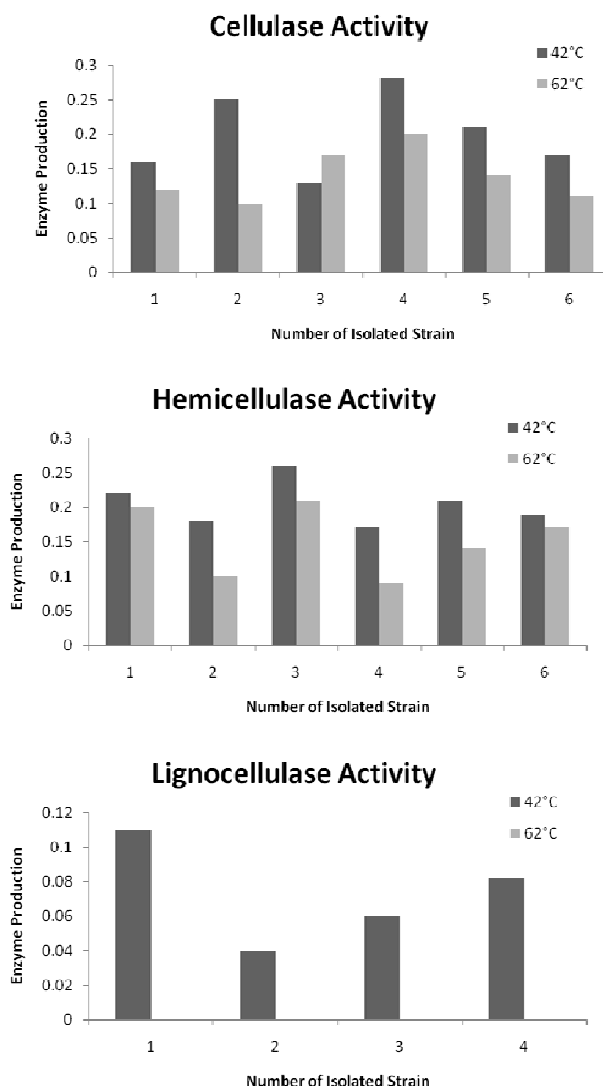 Cellulase Activity
42°C
62°C
Enzyme Production
0.3
0.25
0.2
0.15
0.1
0.05
0
1 2 3 4 5 6
Number of Isolated Strain
Hemicellulase Activity
42°C
62°C
Enzyme Production
0.3
0.25
0.2
0.15
0.1
0.05
0
1 2 3 4 5 6
Number of Isolated Strain
Lignocellulase Activity
42°C
62°C
Enzyme Production
0.12
0.1
0.08
0.06
0.04
0.02
0
1 2 3 4
Number of Isolated Strain